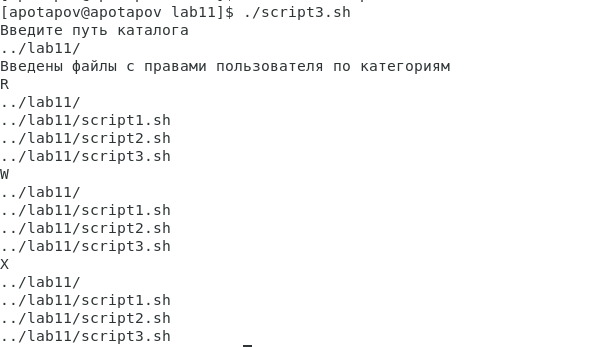 [apotapov@apotapov lab11]$ ./script3.sh
Введите путь каталога
../lab11/
Введены файлы с правами пользователя по категориям
R
../lab11/
../lab11/script1.sh
../lab11/script2.sh
../lab11/script3.sh
W
../lab11/
../lab11/script1.sh
../lab11/script2.sh
../lab11/script3.sh
X
../lab11/
../lab11/script1.sh
../lab11/script2.sh
../lab11/script3.sh